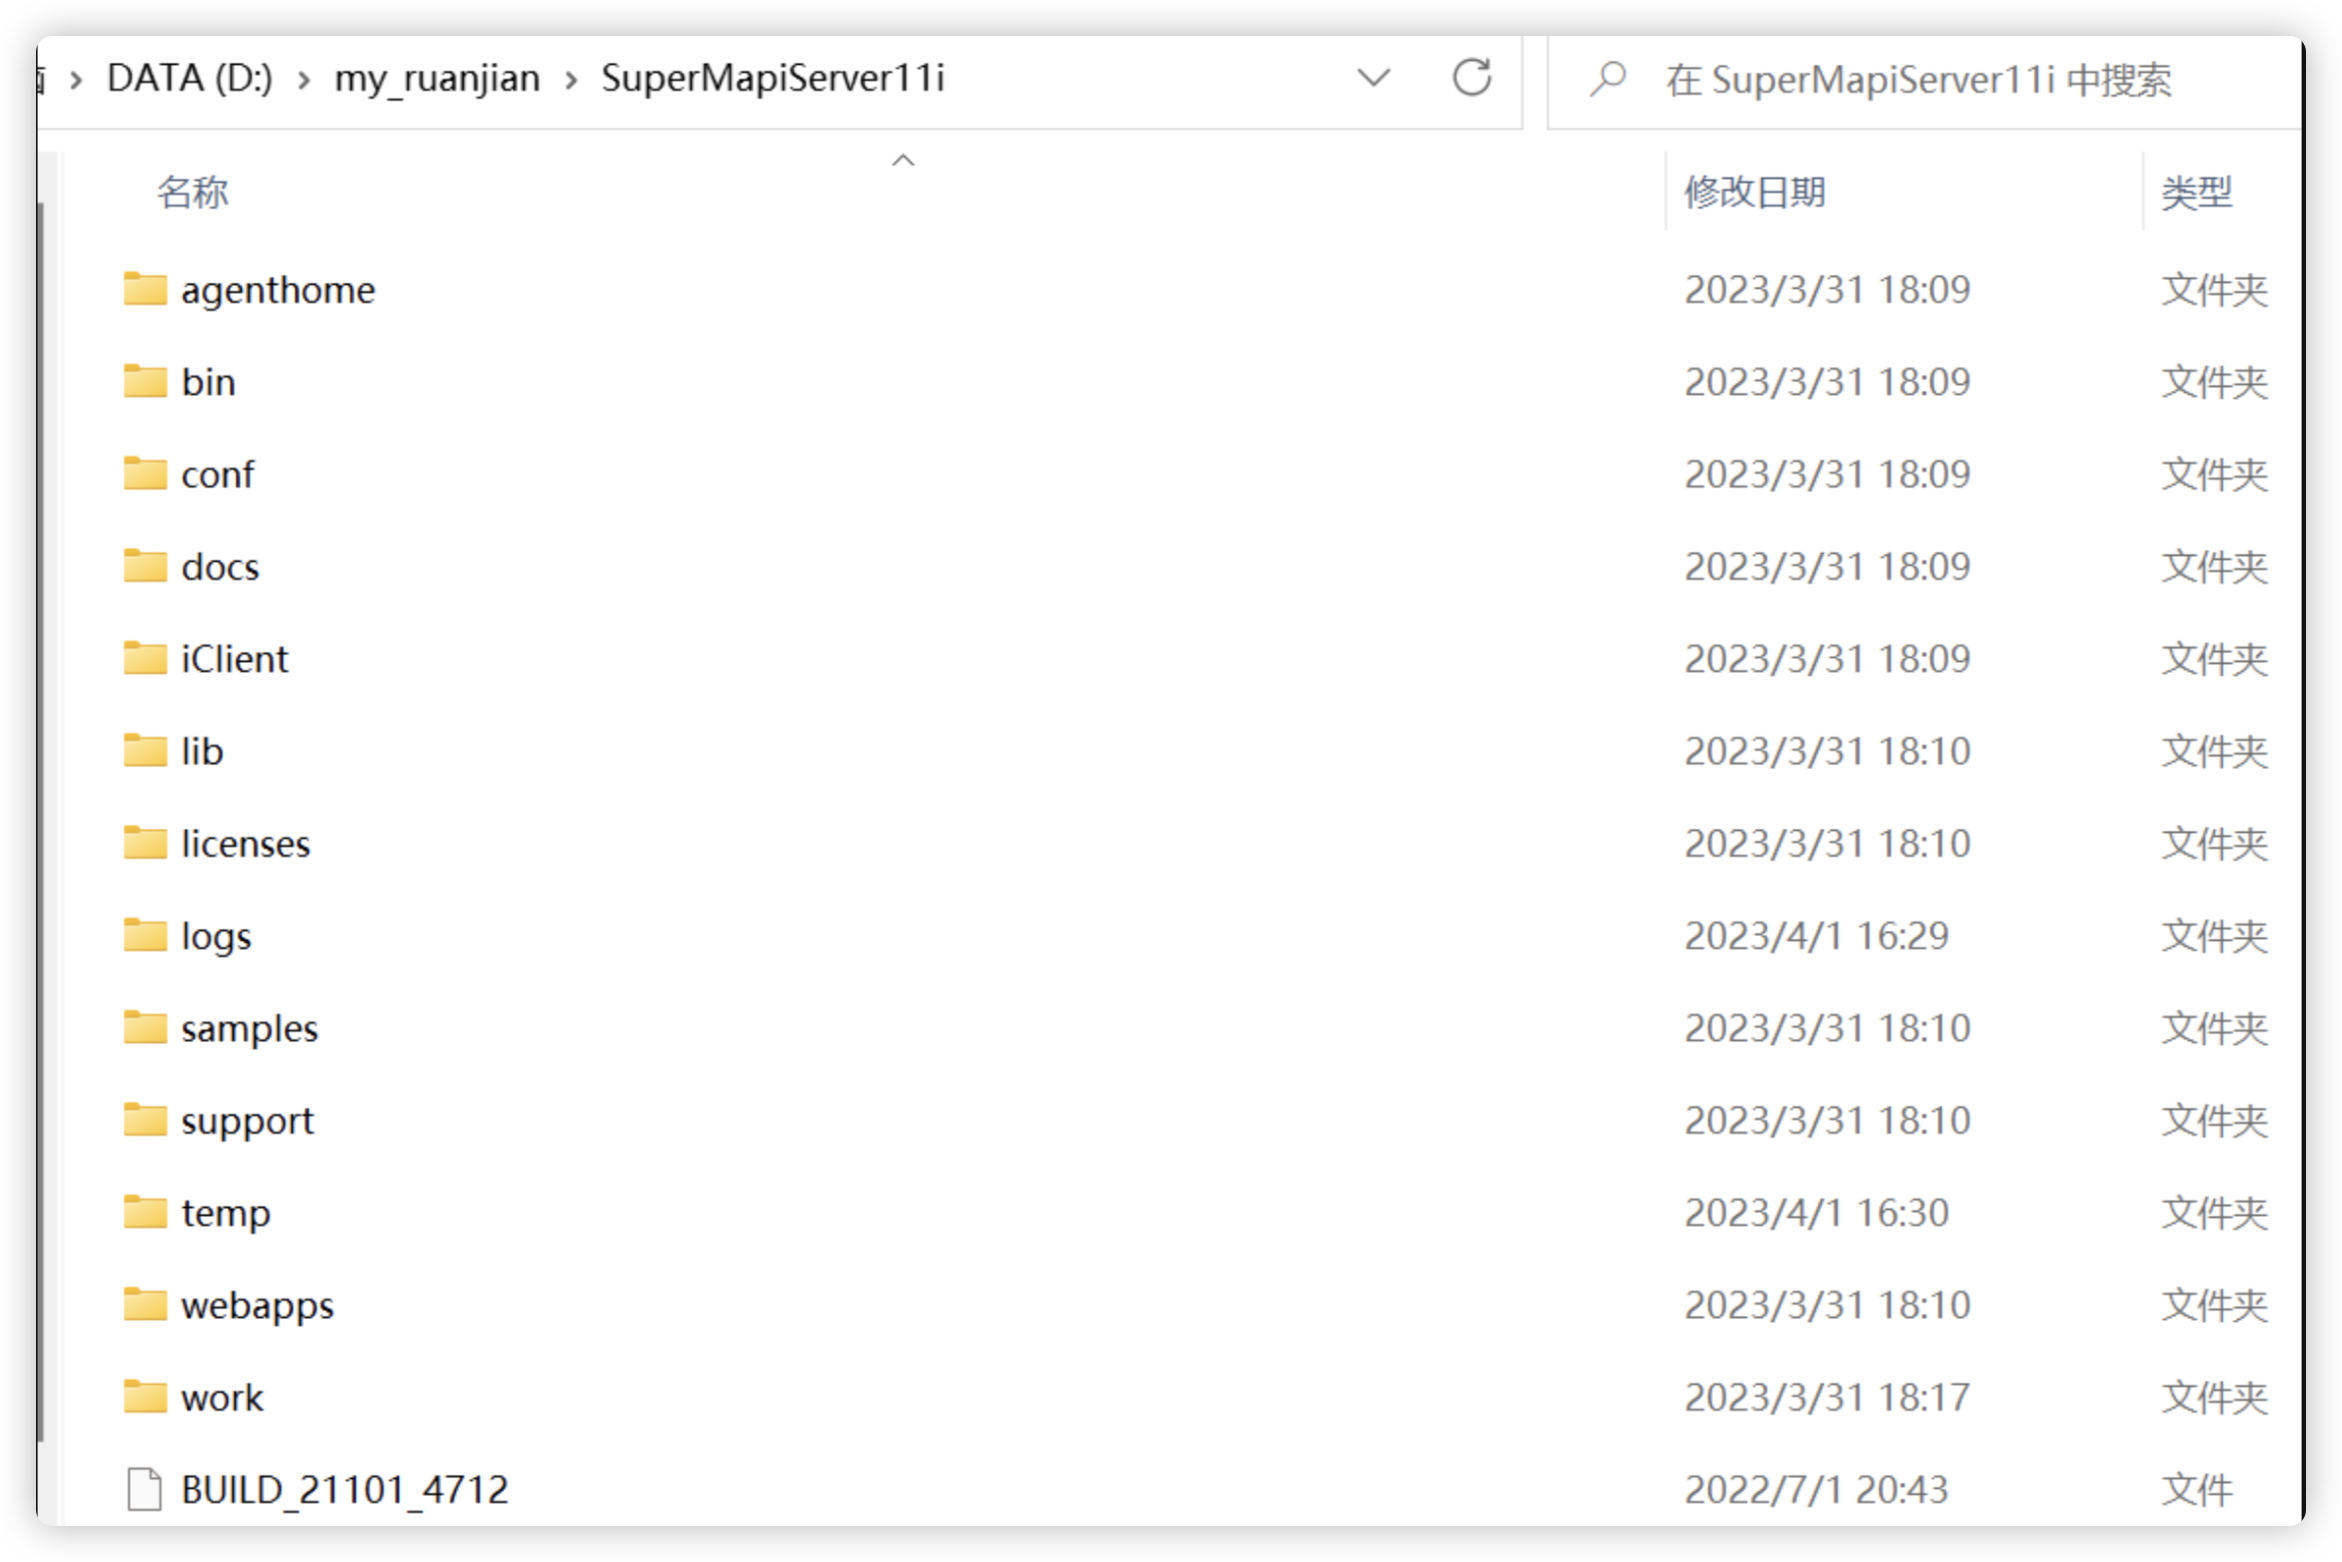 DATA (D:) › my_ruanjian › SuperMapiServer11i 在 SuperMapiServer11i 中搜索
名称 修改日期 类型
agenthome 2023/3/31 18:09 文件夹
bin 2023/3/31 18:09 文件夹
conf 2023/3/31 18:09 文件夹
docs 2023/3/31 18:09 文件夹
iClient 2023/3/31 18:09 文件夹
lib 2023/3/31 18:10 文件夹
licenses 2023/3/31 18:10 文件夹
logs 2023/4/1 16:29 文件夹
samples 2023/3/31 18:10 文件夹
support 2023/3/31 18:10 文件夹
temp 2023/4/1 16:30 文件夹
webapps 2023/3/31 18:10 文件夹
work 2023/3/31 18:17 文件夹
BUILD_21101_4712 2022/7/1 20:43 文件